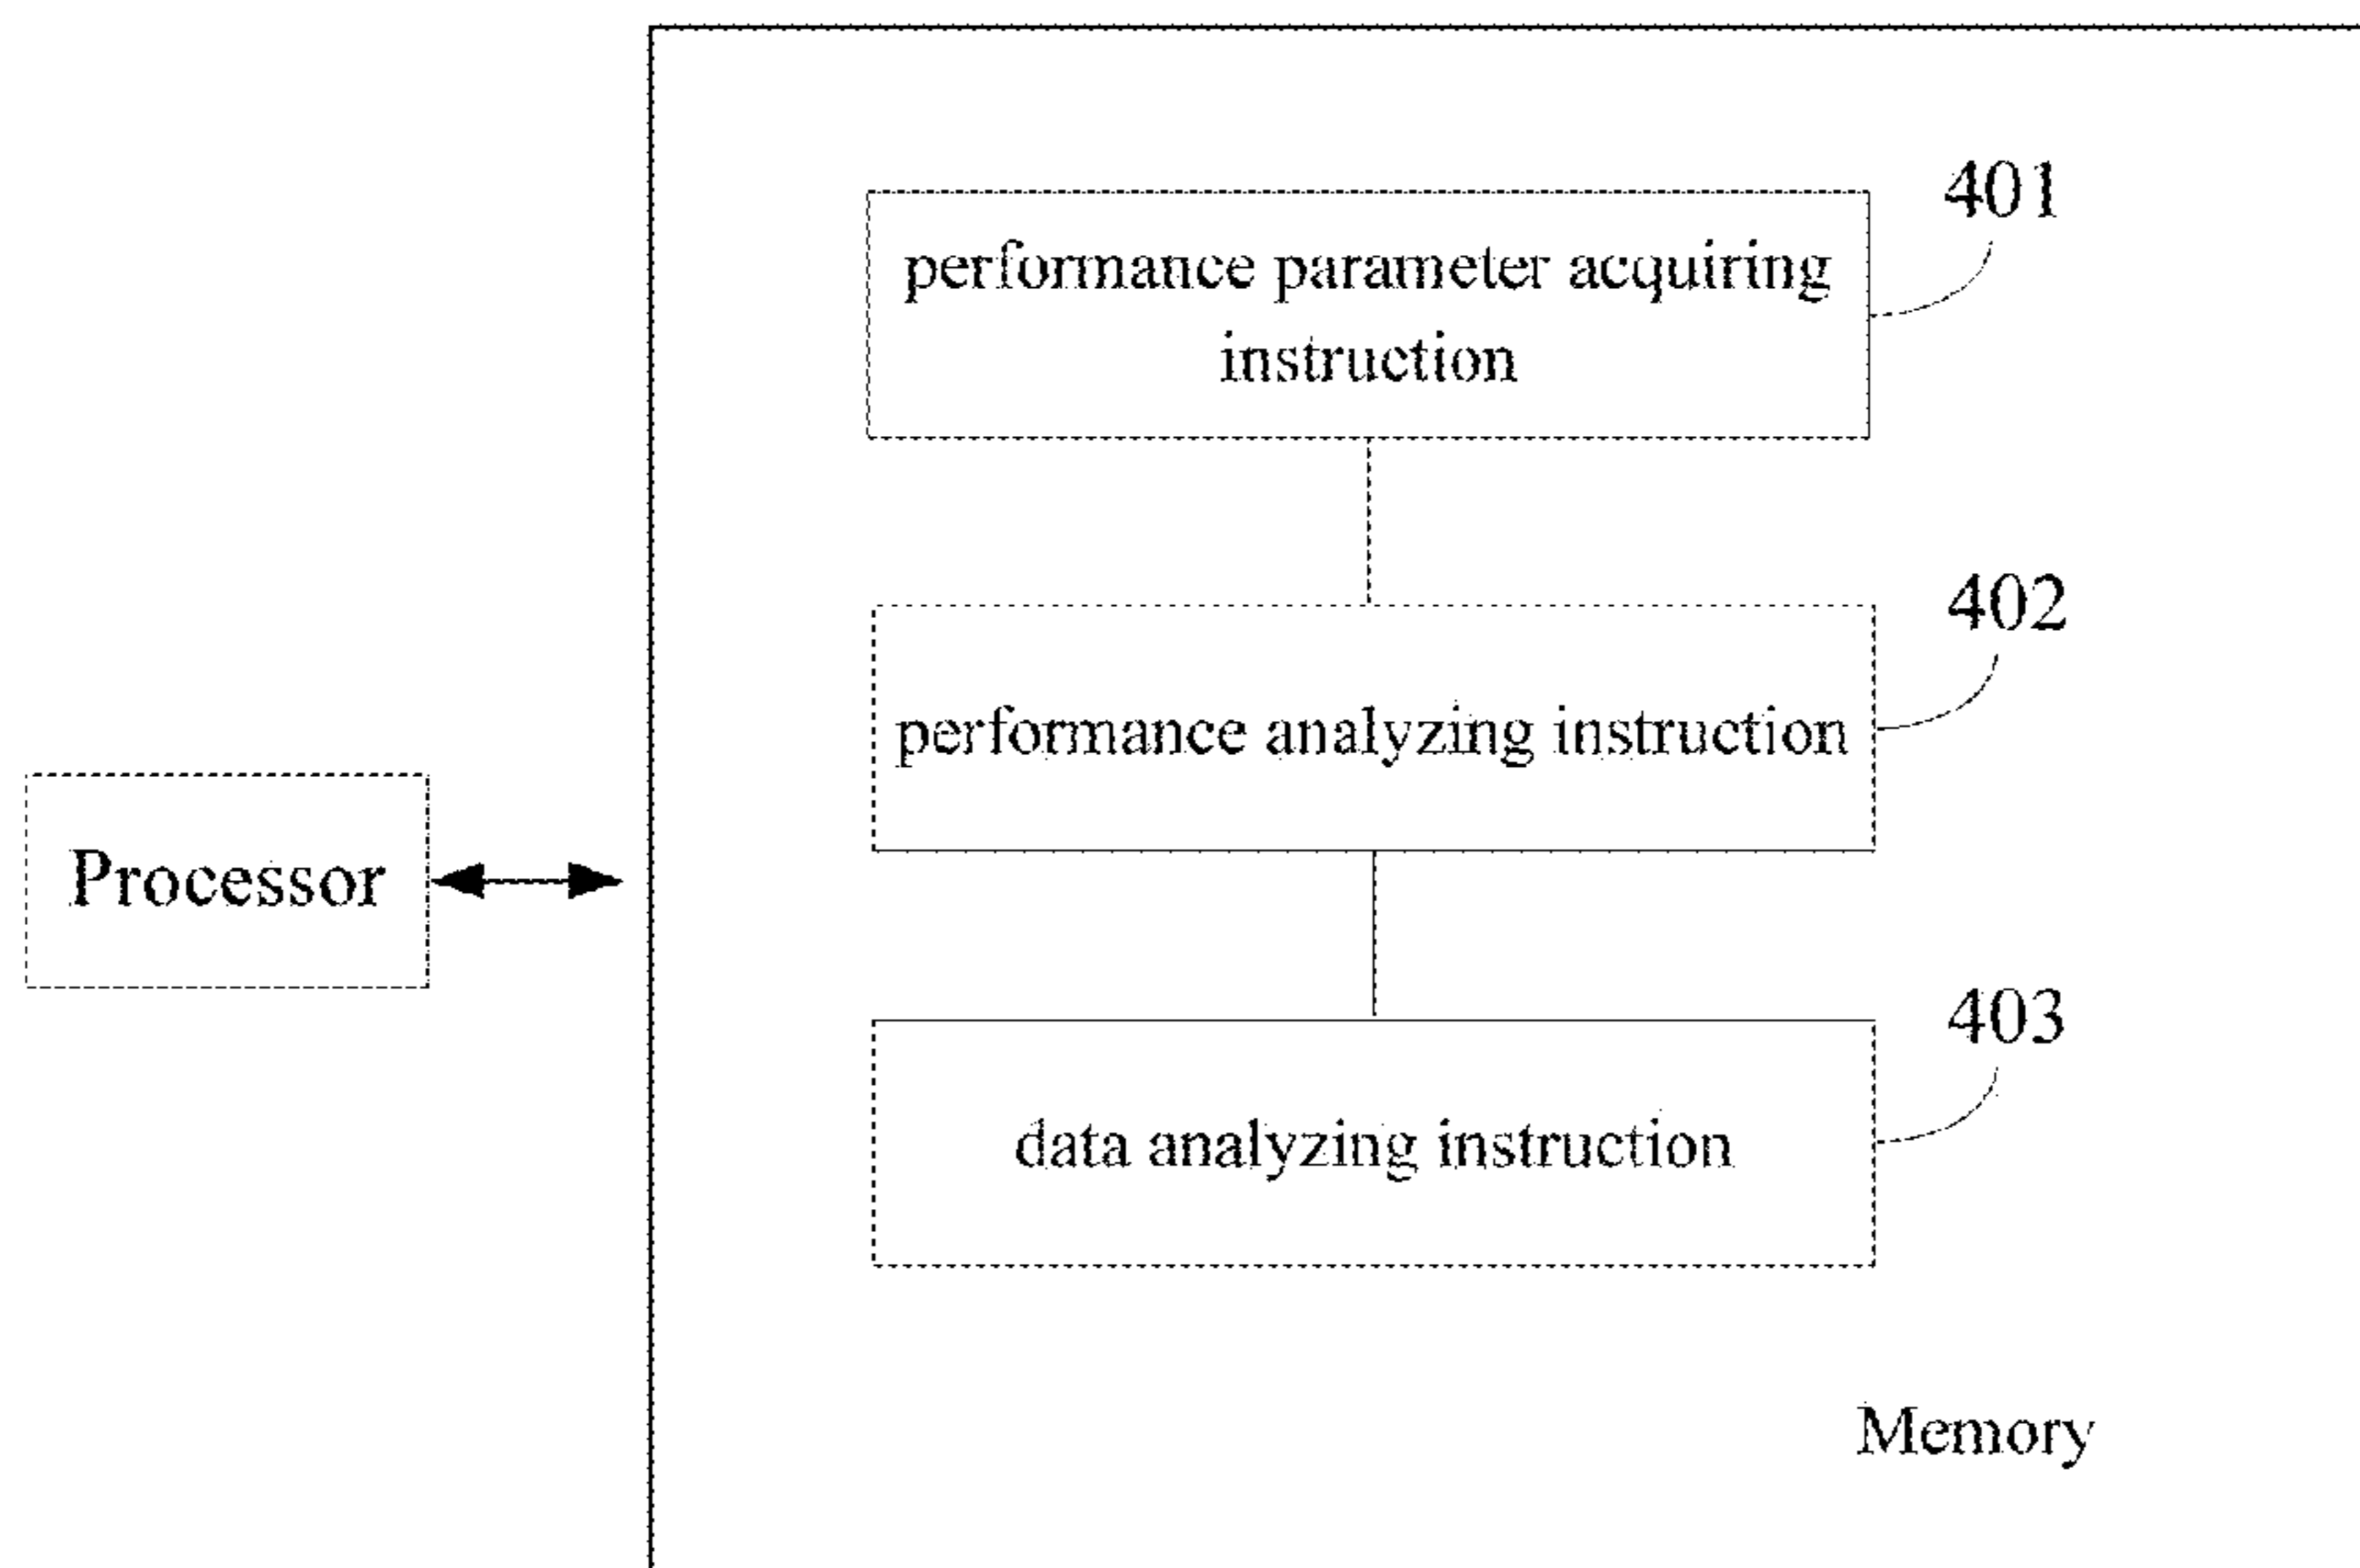 401
performance parameter acquiring
instruction
402
performance analyzing instruction
Processor
403
data analyzing instruction
Memory